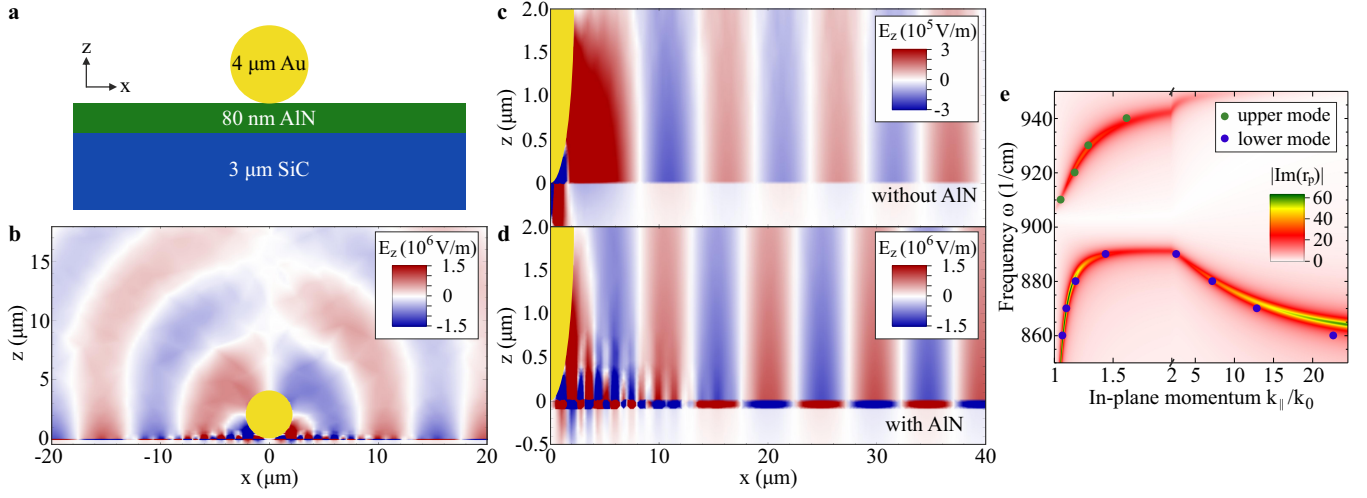 a
z
x
4 μm Au
80 nm AlN
3 μm SiC
b
E_z (10^6 V/m)
1.5
0
-1.5
z (μm)
15
10
5
0
-20
-10
0
10
20
x (μm)
c
E_z (10^5 V/m)
3
0
-3
z (μm)
2.0
1.5
1
0.5
0
without AlN
d
E_z (10^6 V/m)
1.5
0
-1.5
z (μm)
2.0
1.5
1
0.5
0
-0.5
with AlN
0
10
20
30
40
x (μm)
e
upper mode
lower mode
|Im(r_p)|
60
40
20
0
Frequency ω (1/cm)
940
920
900
880
860
1
1.5
2
5
10
15
20
In-plane momentum k_∥/k_0